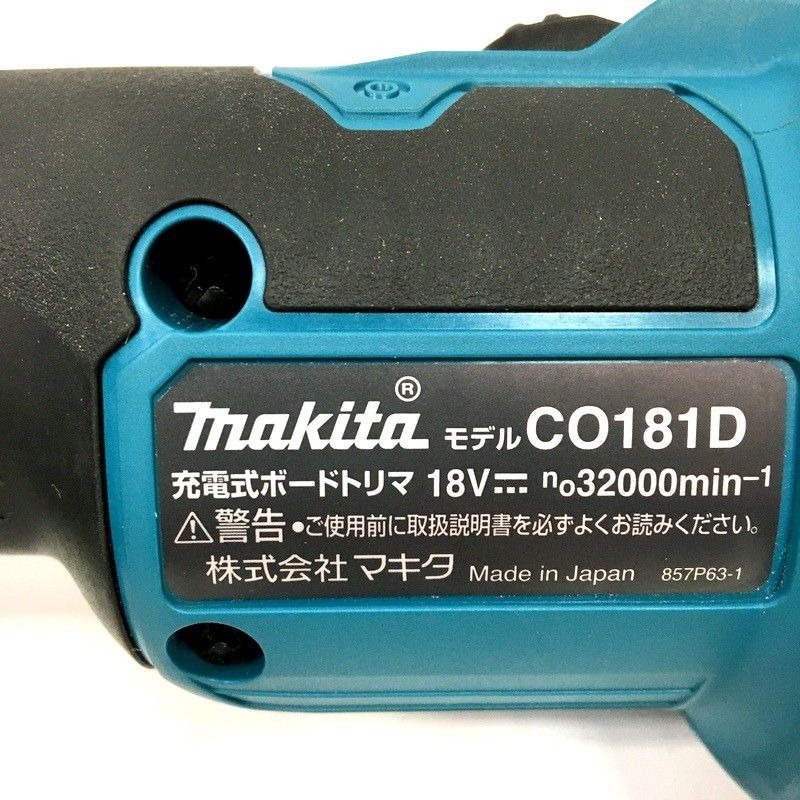 makita® モデル CO181D
充電式ボードトリマ 18V⎓ n₀32000min⁻¹
⚠警告 ●ご使用前に取扱説明書を必ずよくお読みください。
株式会社 マキタ Made in Japan 857P63-1